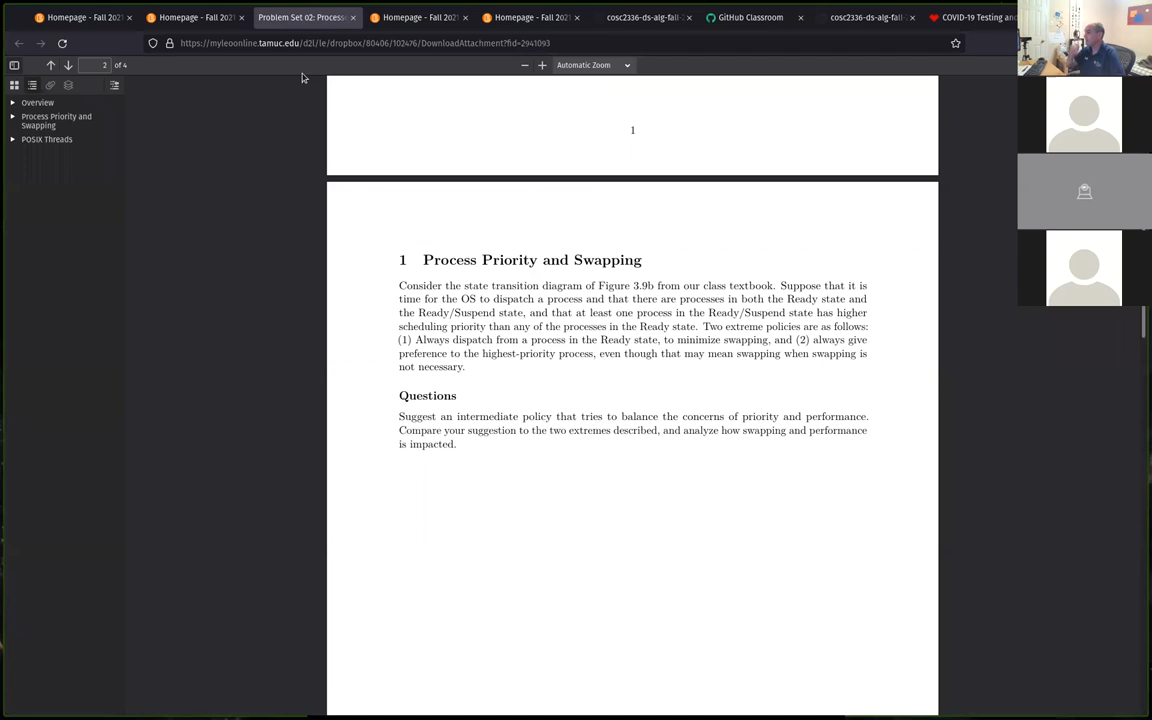 Homepage - Fall 2021
Homepage - Fall 2021
Problem Set 02: Process
Homepage - Fall 2021
Homepage - Fall 2021
cosc2336-ds-alg-fall-
GitHub Classroom
cosc2336-ds-alg-fall-
COVID-19 Testing an
https://myleoonline.tamuc.edu/d2l/le/dropbox/80406/102476/DownloadAttachment?fid=2941093
2 of 4
Automatic Zoom
Overview
Process Priority and
Swapping
POSIX Threads
1
1 Process Priority and Swapping
Consider the state transition diagram of Figure 3.9b from our class textbook. Suppose that it is
time for the OS to dispatch a process and that there are processes in both the Ready state and
the Ready/Suspend state, and that at least one process in the Ready/Suspend state has higher
scheduling priority than any of the processes in the Ready state. Two extreme policies are as follows:
(1) Always dispatch from a process in the Ready state, to minimize swapping, and (2) always give
preference to the highest-priority process, even though that may mean swapping when swapping is
not necessary.
Questions
Suggest an intermediate policy that tries to balance the concerns of priority and performance.
Compare your suggestion to the two extremes described, and analyze how swapping and performance
is impacted.